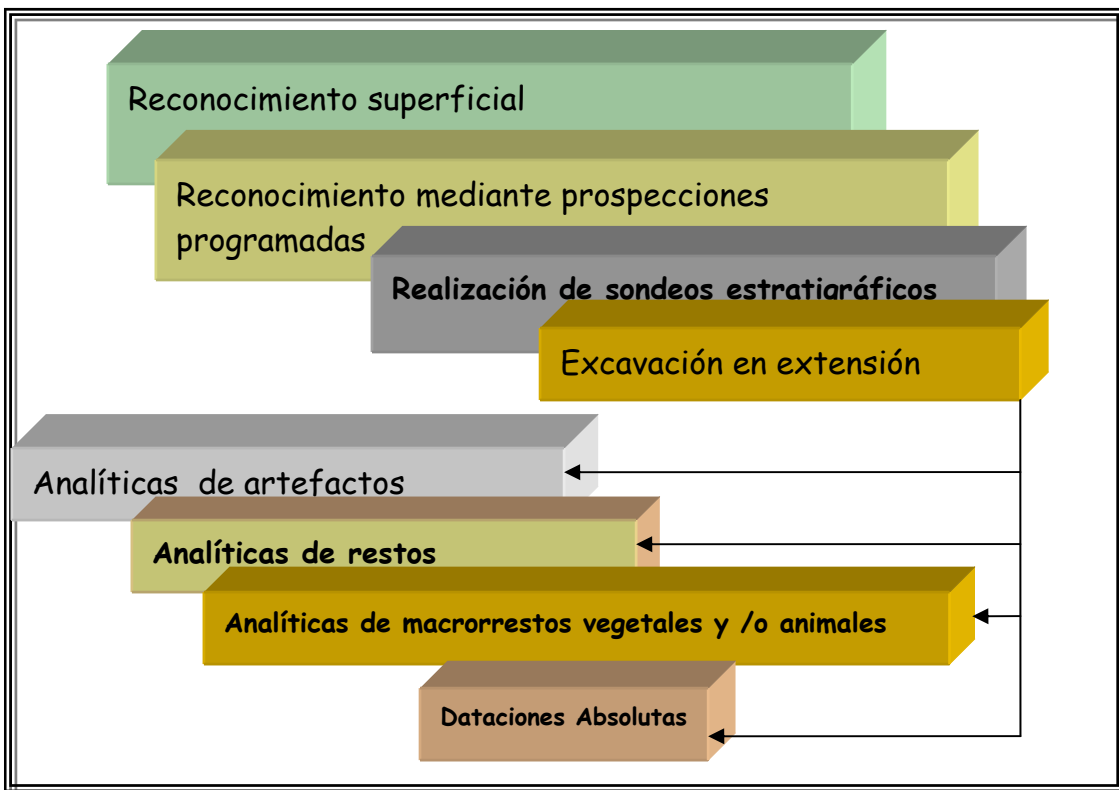 Reconocimiento superficial
Reconocimiento mediante prospecciones
programadas
Realización de sondeos estratigráficos
Excavación en extensión
Analíticas de artefactos
Analíticas de restos
Analíticas de macrorrestos vegetales y /o animales
Dataciones Absolutas